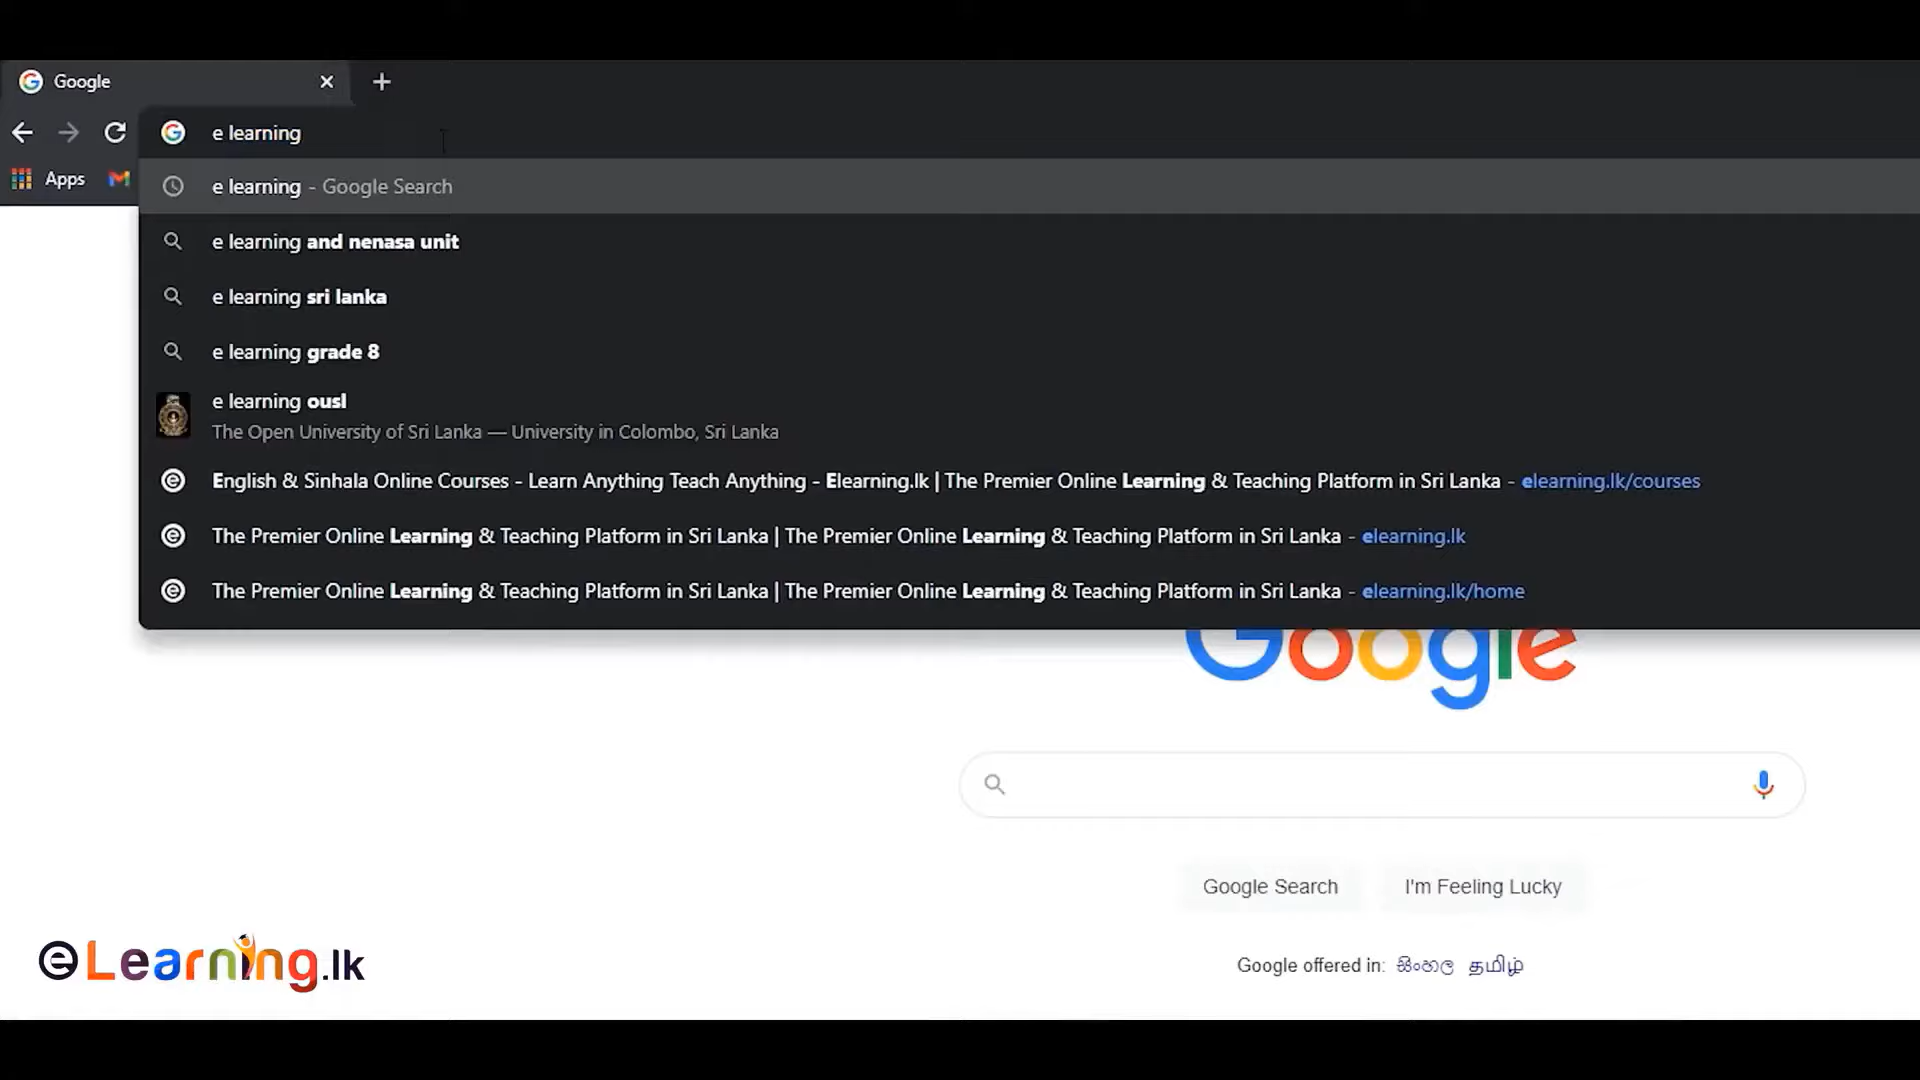 Google
e learning
Apps
e learning - Google Search
e learning and nenasa unit
e learning sri lanka
e learning grade 8
e learning ousl
The Open University of Sri Lanka — University in Colombo, Sri Lanka
English & Sinhala Online Courses - Learn Anything Teach Anything - Elearning.lk | The Premier Online Learning & Teaching Platform in Sri Lanka - elearning.lk/courses
The Premier Online Learning & Teaching Platform in Sri Lanka | The Premier Online Learning & Teaching Platform in Sri Lanka - elearning.lk
The Premier Online Learning & Teaching Platform in Sri Lanka | The Premier Online Learning & Teaching Platform in Sri Lanka - elearning.lk/home
Google
Google Search I'm Feeling Lucky
Google offered in: සිංහල தமிழ்
eLearning.lk